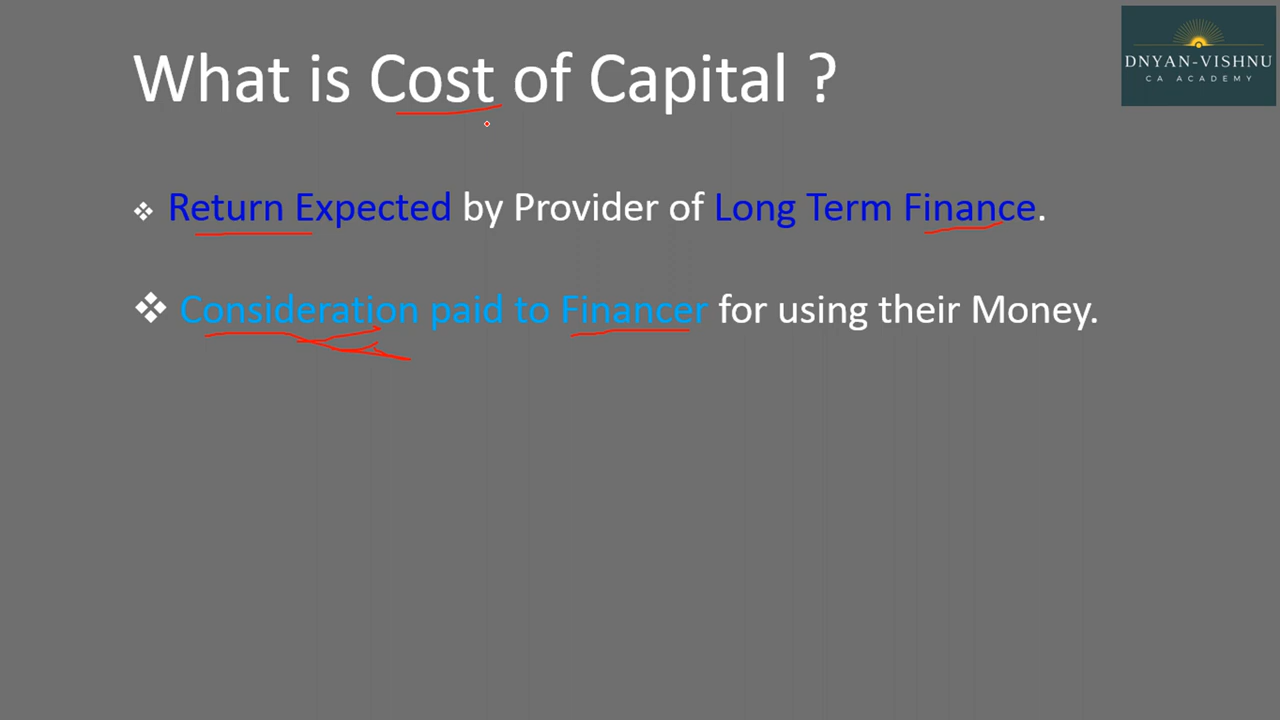 What is Cost of Capital ?
DNYAN-VISHNU
CA ACADEMY
❖ Return Expected by Provider of Long Term Finance.
❖ Consideration paid to Financer for using their Money.